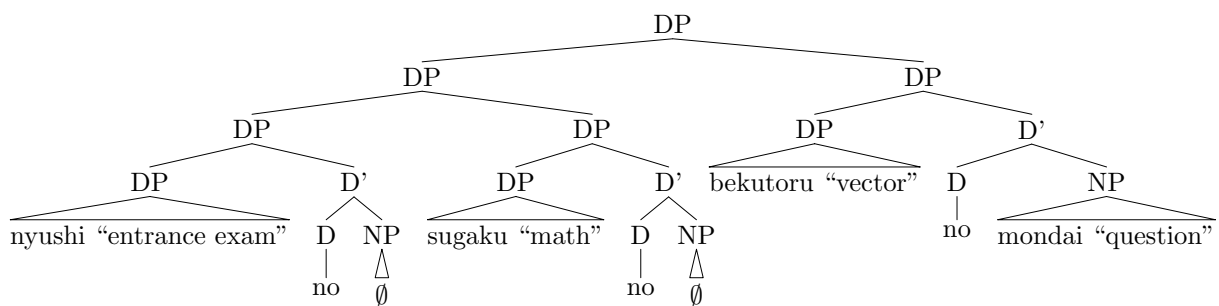 DP
DP DP
DP DP DP D’
DP D’ DP D’ bekutoru “vector” D NP
nyushi “entrance exam” D NP sugaku “math” D NP no mondai “question”
no ∅ no ∅